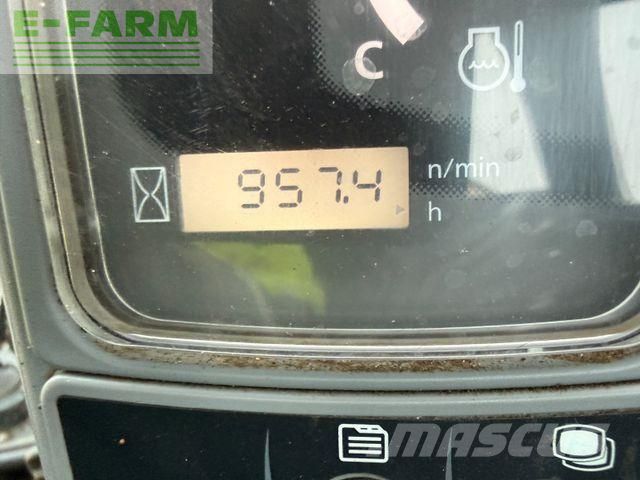 E-FARM
C
957.4
n/min
h
MASCUS